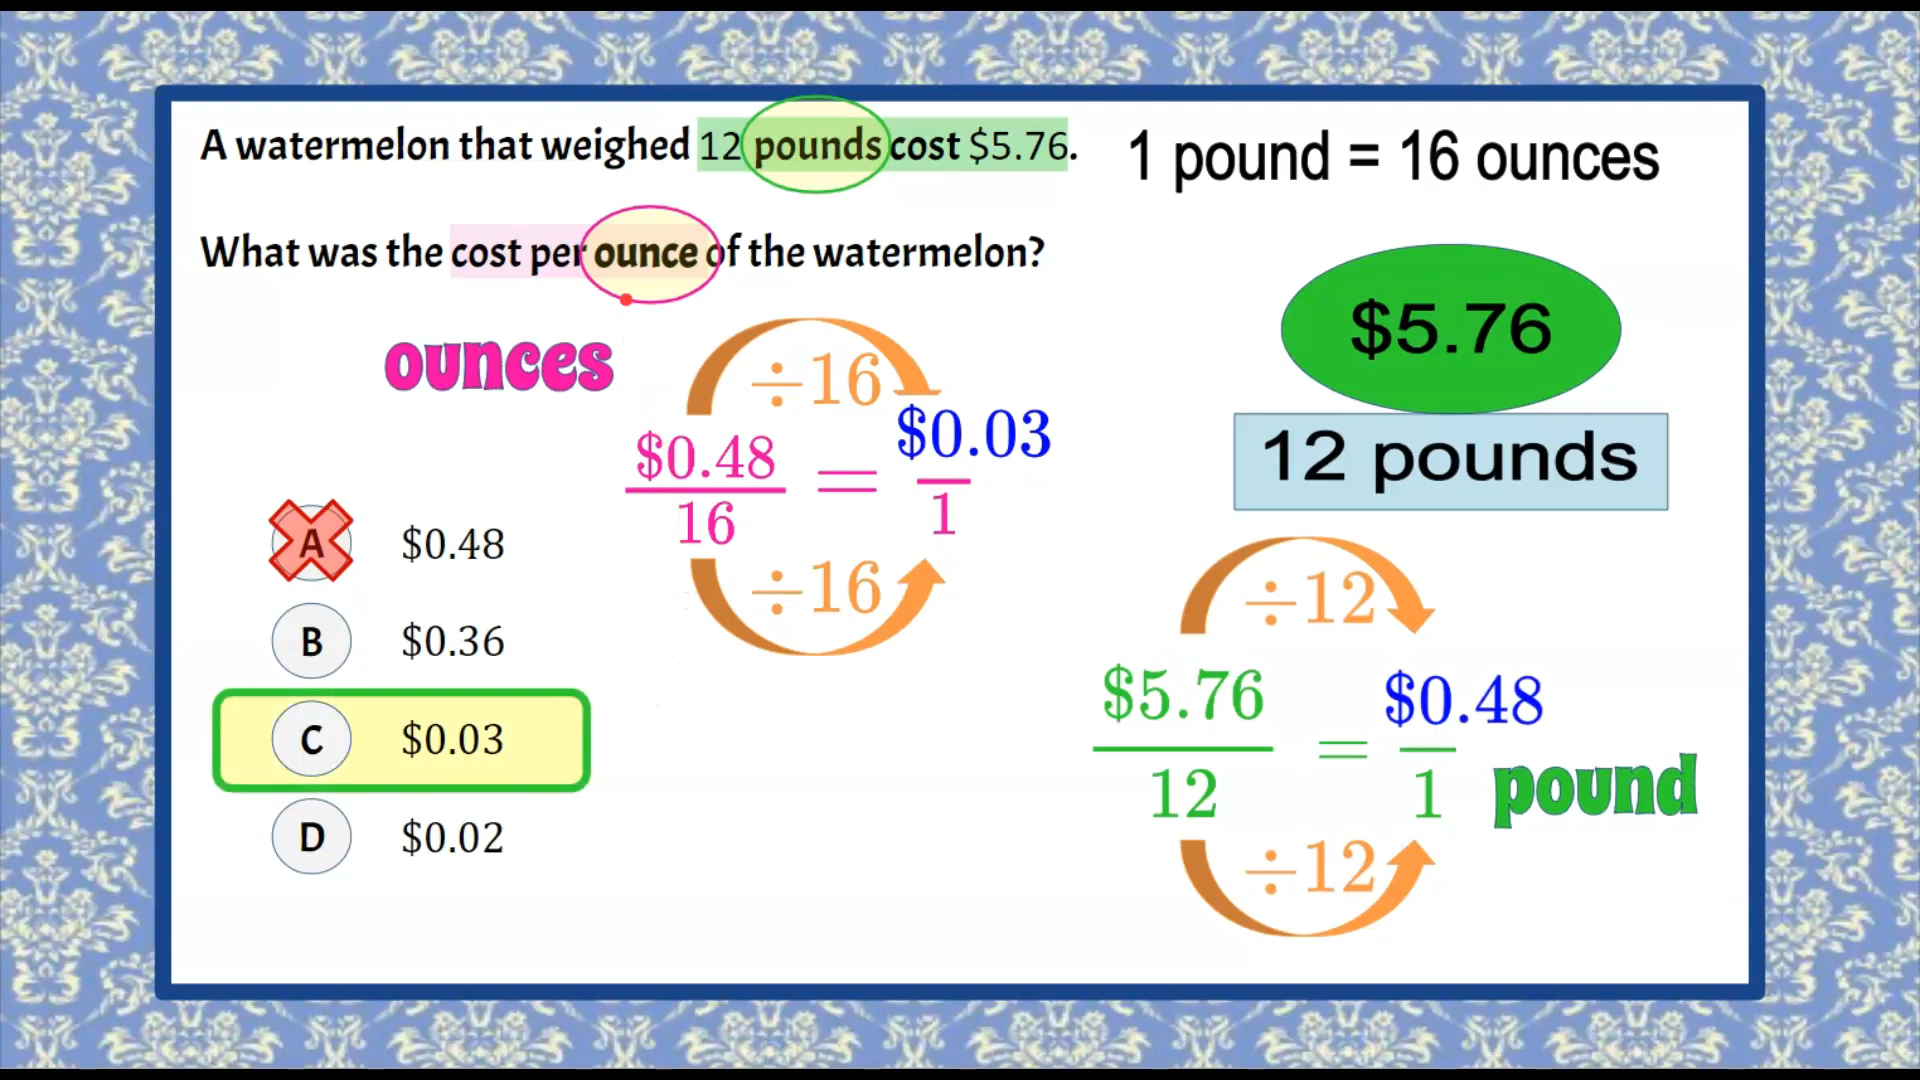 A watermelon that weighed 12 pounds cost $5.76.
What was the cost per ounce of the watermelon?
1 pound = 16 ounces
$5.76
12 pounds
ounces
÷16
$0.48
16
=
$0.03
1
÷16
A $0.48
B $0.36
C $0.03
D $0.02
÷12
$5.76
12
=
$0.48
1
pound
÷12